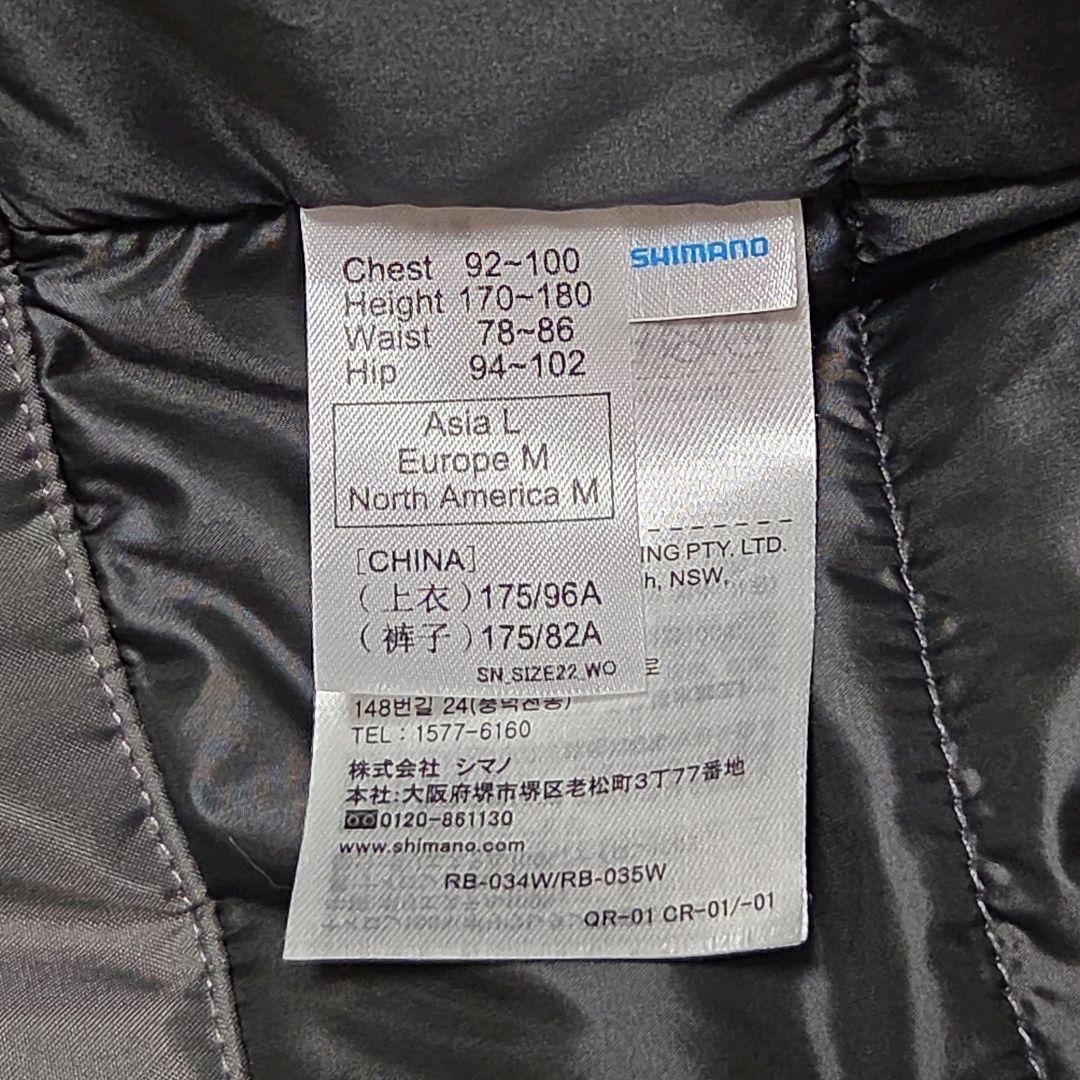 SHIMANO
Chest 92~100
Height 170~180
Waist 78~86
Hip 94~102
Asia L
Europe M
North America M
[CHINA]
(上衣)175/96A
(裤子)175/82A
SN_SIZE22_WO
ING PTY. LTD.
h, NSW,
로
148번길 24(
TEL : 1577-6160
株式会社 シマノ
本社:大阪府堺市堺区老松町3丁77番地
0120-861130
www.shimano.com
RB-034W/RB-035W
QR-01 CR-01/-01